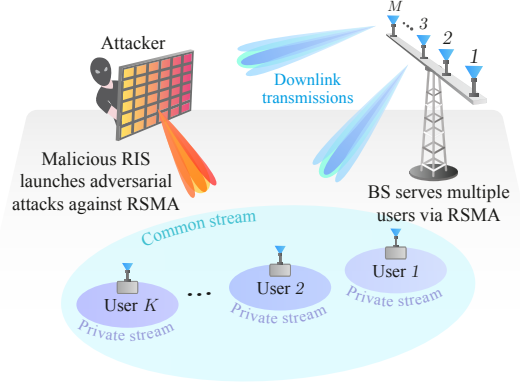 M ... 3 2 1
Attacker
Downlink
transmissions
Malicious RIS
launches adversarial
attacks against RSMA
BS serves multiple
users via RSMA
Common stream
User K
...
User 2
User 1
Private stream
Private stream
Private stream